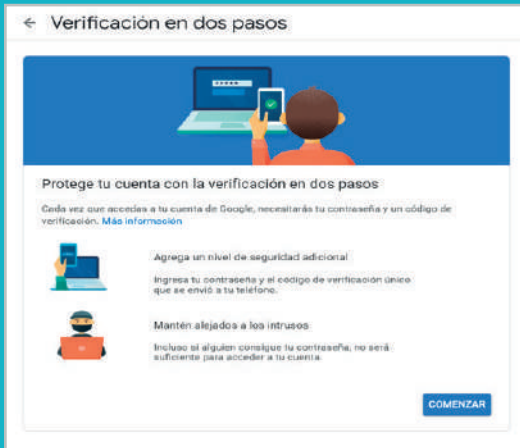 ← Verificación en dos pasos
Protege tu cuenta con la verificación en dos pasos
Cada vez que accedas a tu cuenta de Google, necesitarás tu contraseña y un código de
verificación. Más información
Agrega un nivel de seguridad adicional
Ingresa tu contraseña y el código de verificación único
que se envió a tu teléfono.
Mantén alejados a los intrusos
Incluso si alguien consigue tu contraseña, no será
suficiente para acceder a tu cuenta.
COMENZAR